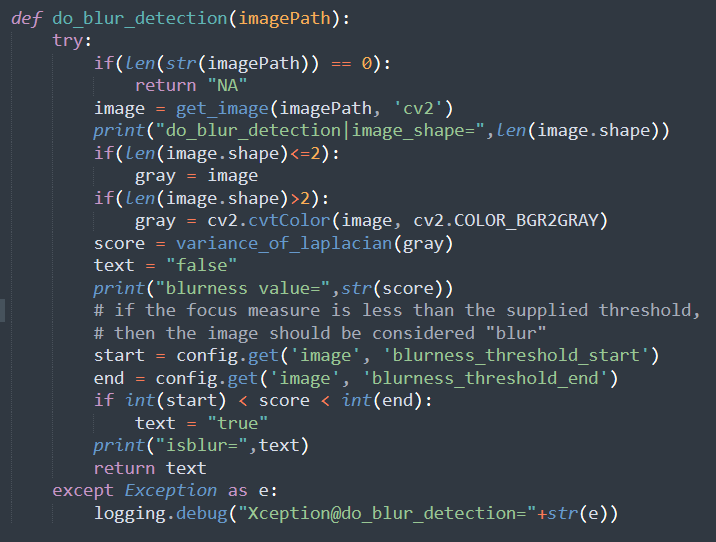 def do_blur_detection(imagePath):
    try:
        if(len(str(imagePath)) == 0):
            return "NA"
        image = get_image(imagePath, 'cv2')
        print("do_blur_detection|image_shape=",len(image.shape))
        if(len(image.shape)<=2):
            gray = image
        if(len(image.shape)>2):
            gray = cv2.cvtColor(image, cv2.COLOR_BGR2GRAY)
        score = variance_of_laplacian(gray)
        text = "false"
        print("blurness value=",str(score))
        # if the focus measure is less than the supplied threshold,
        # then the image should be considered "blur"
        start = config.get('image', 'blurness_threshold_start')
        end = config.get('image', 'blurness_threshold_end')
        if int(start) < score < int(end):
            text = "true"
        print("isblur=",text)
        return text
    except Exception as e:
        logging.debug("Xception@do_blur_detection="+str(e))